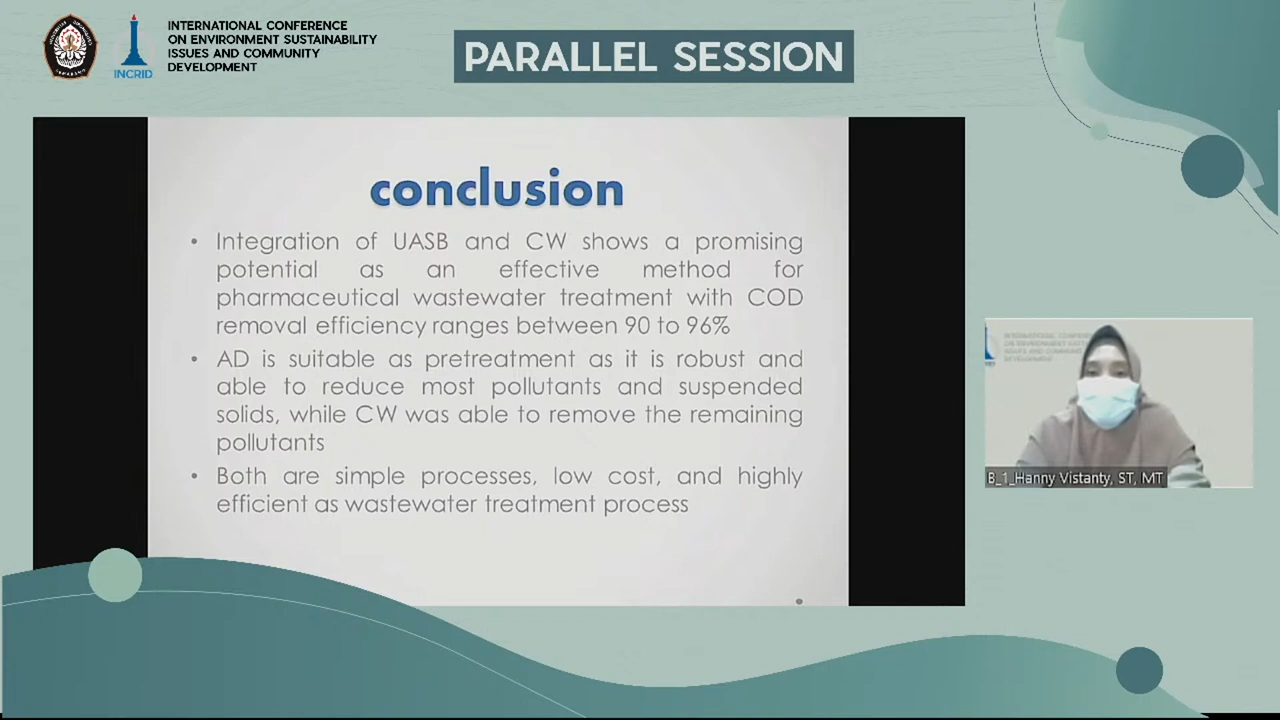 INTERNATIONAL CONFERENCE
ON ENVIRONMENT SUSTAINABILITY
ISSUES AND COMMUNITY
DEVELOPMENT
INCRID
PARALLEL SESSION
conclusion
• Integration of UASB and CW shows a promising
potential as an effective method for
pharmaceutical wastewater treatment with COD
removal efficiency ranges between 90 to 96%
• AD is suitable as pretreatment as it is robust and
able to reduce most pollutants and suspended
solids, while CW was able to remove the remaining
pollutants
• Both are simple processes, low cost, and highly
efficient as wastewater treatment process
B_1_Hanny Vistanty, ST, MT